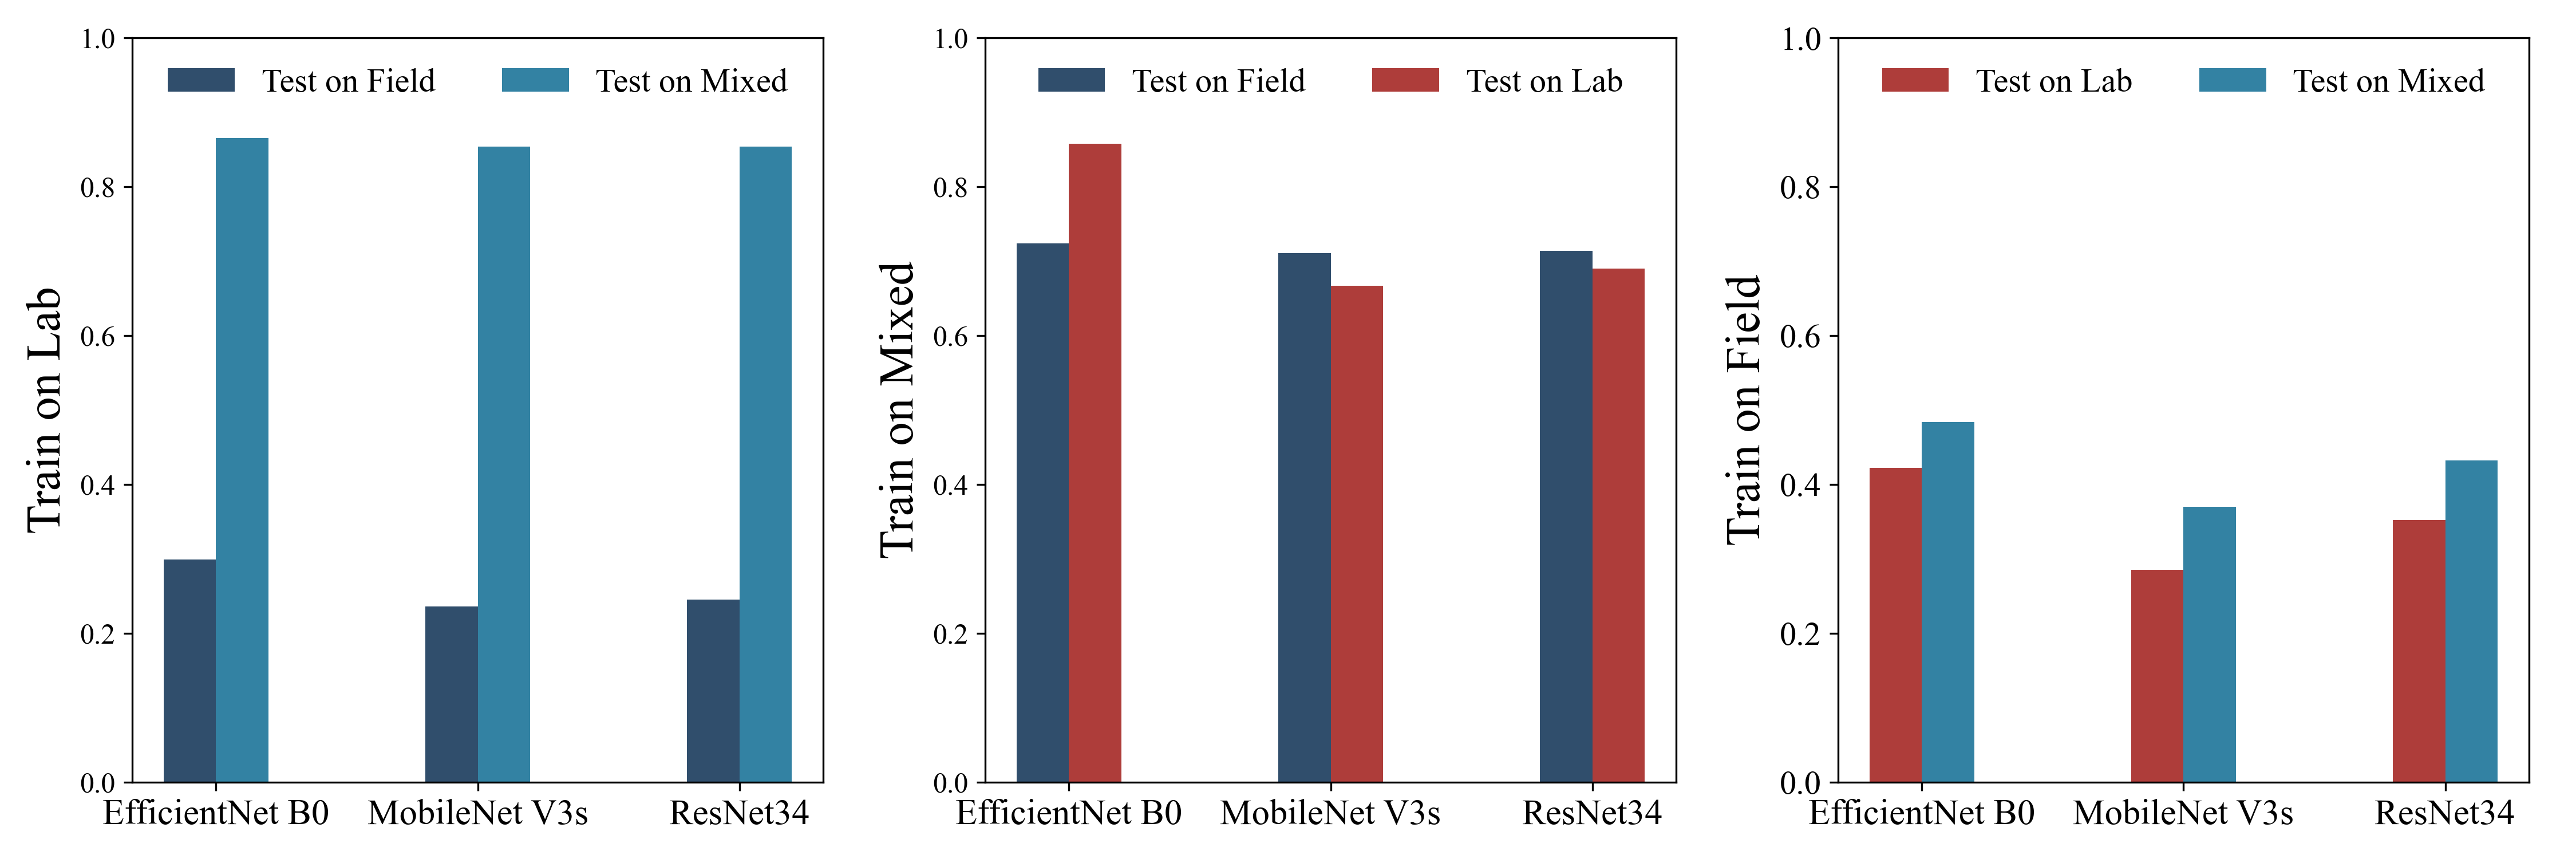 Train on Lab
1.0
0.8
0.6
0.4
0.2
0.0
Test on Field
Test on Mixed
EfficientNet B0
MobileNet V3s
ResNet34
Train on Mixed
1.0
0.8
0.6
0.4
0.2
0.0
Test on Field
Test on Lab
EfficientNet B0
MobileNet V3s
ResNet34
Train on Field
1.0
0.8
0.6
0.4
0.2
0.0
Test on Lab
Test on Mixed
EfficientNet B0
MobileNet V3s
ResNet34